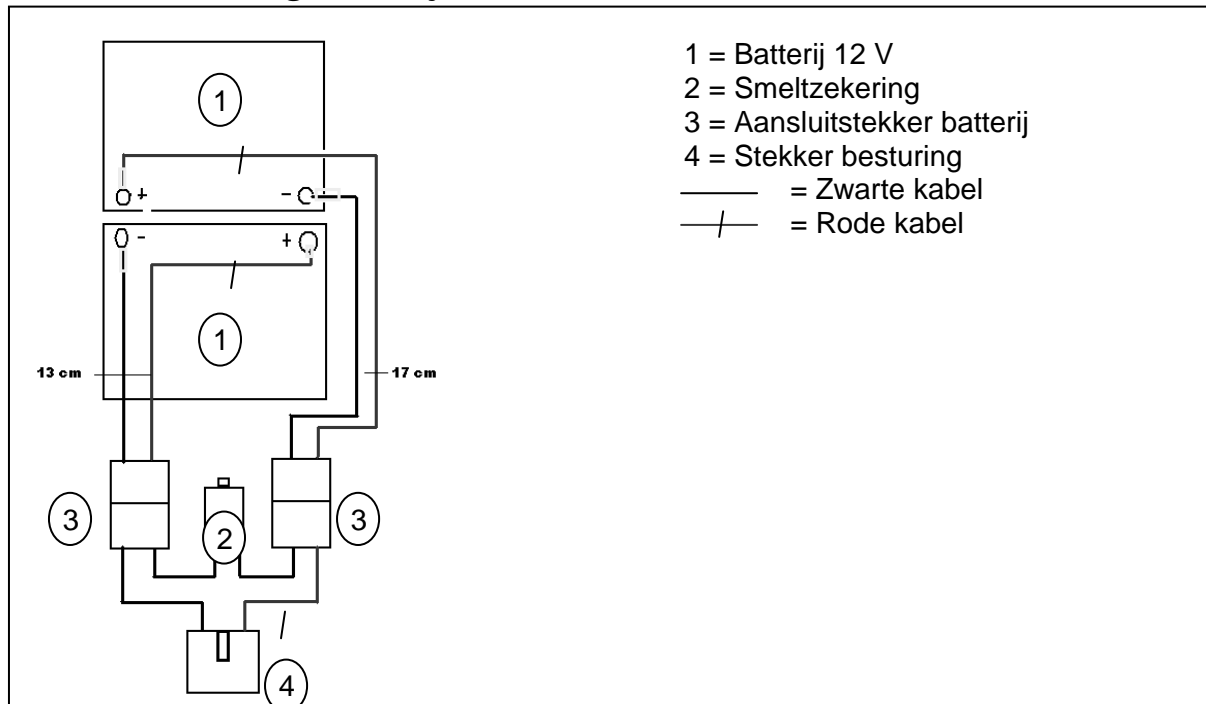 1
+ -
- +
1
13 cm
17 cm
3
2
3
4
1 = Batterij 12 V
2 = Smeltzekering
3 = Aansluitstekker batterij
4 = Stekker besturing
= Zwarte kabel
= Rode kabel